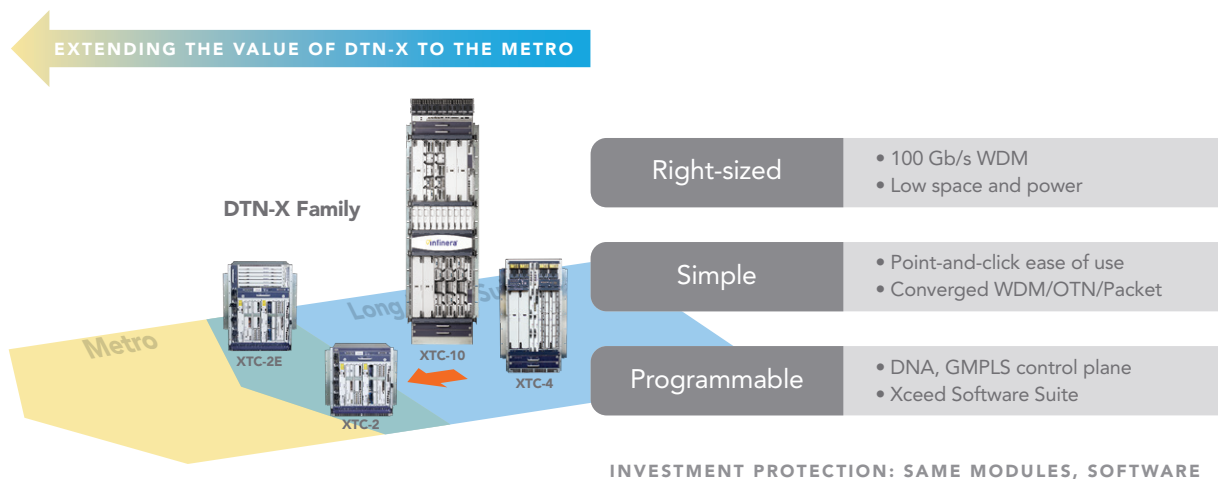 EXTENDING THE VALUE OF DTN-X TO THE METRO
DTN-X Family
infinera
Metro
Long
XTC-2E
XTC-2
XTC-10
XTC-4
Right-sized
• 100 Gb/s WDM
• Low space and power
Simple
• Point-and-click ease of use
• Converged WDM/OTN/Packet
Programmable
• DNA, GMPLS control plane
• Xceed Software Suite
INVESTMENT PROTECTION: SAME MODULES, SOFTWARE